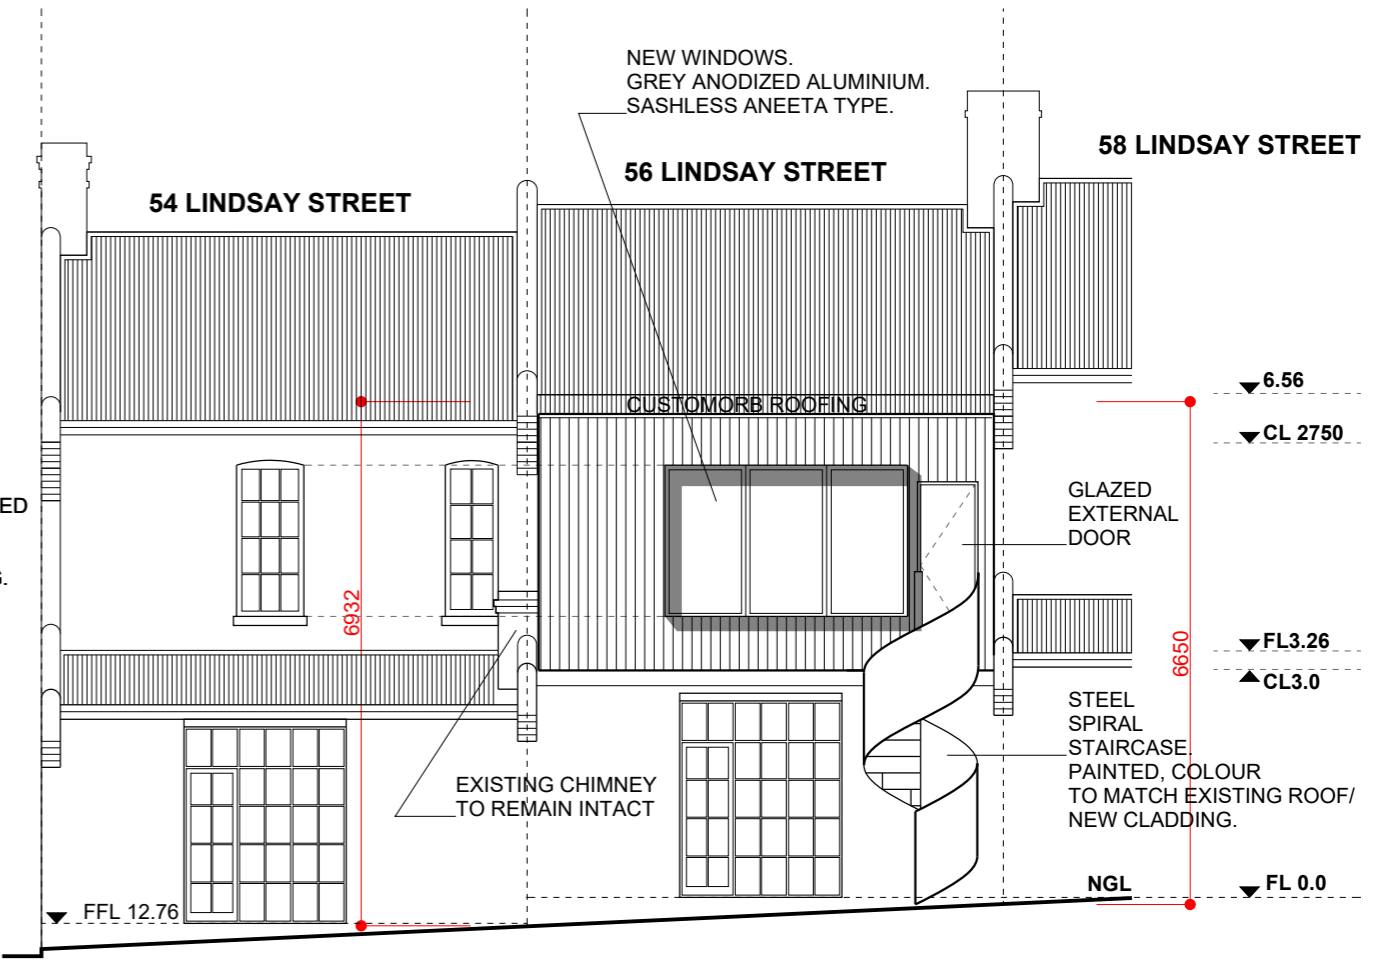 NEW WINDOWS.
GREY ANODIZED ALUMINIUM.
SASHLESS ANEETA TYPE.
58 LINDSAY STREET
56 LINDSAY STREET
54 LINDSAY STREET
6.56
CUSTOMORB ROOFING
CL 2750
GLAZED
EXTERNAL
DOOR
ED
G.
6932
6650
FL3.26
CL3.0
STEEL
SPIRAL
STAIRCASE.
PAINTED, COLOUR
TO MATCH EXISTING ROOF/
NEW CLADDING.
EXISTING CHIMNEY
TO REMAIN INTACT
NGL
FL 0.0
FFL 12.76